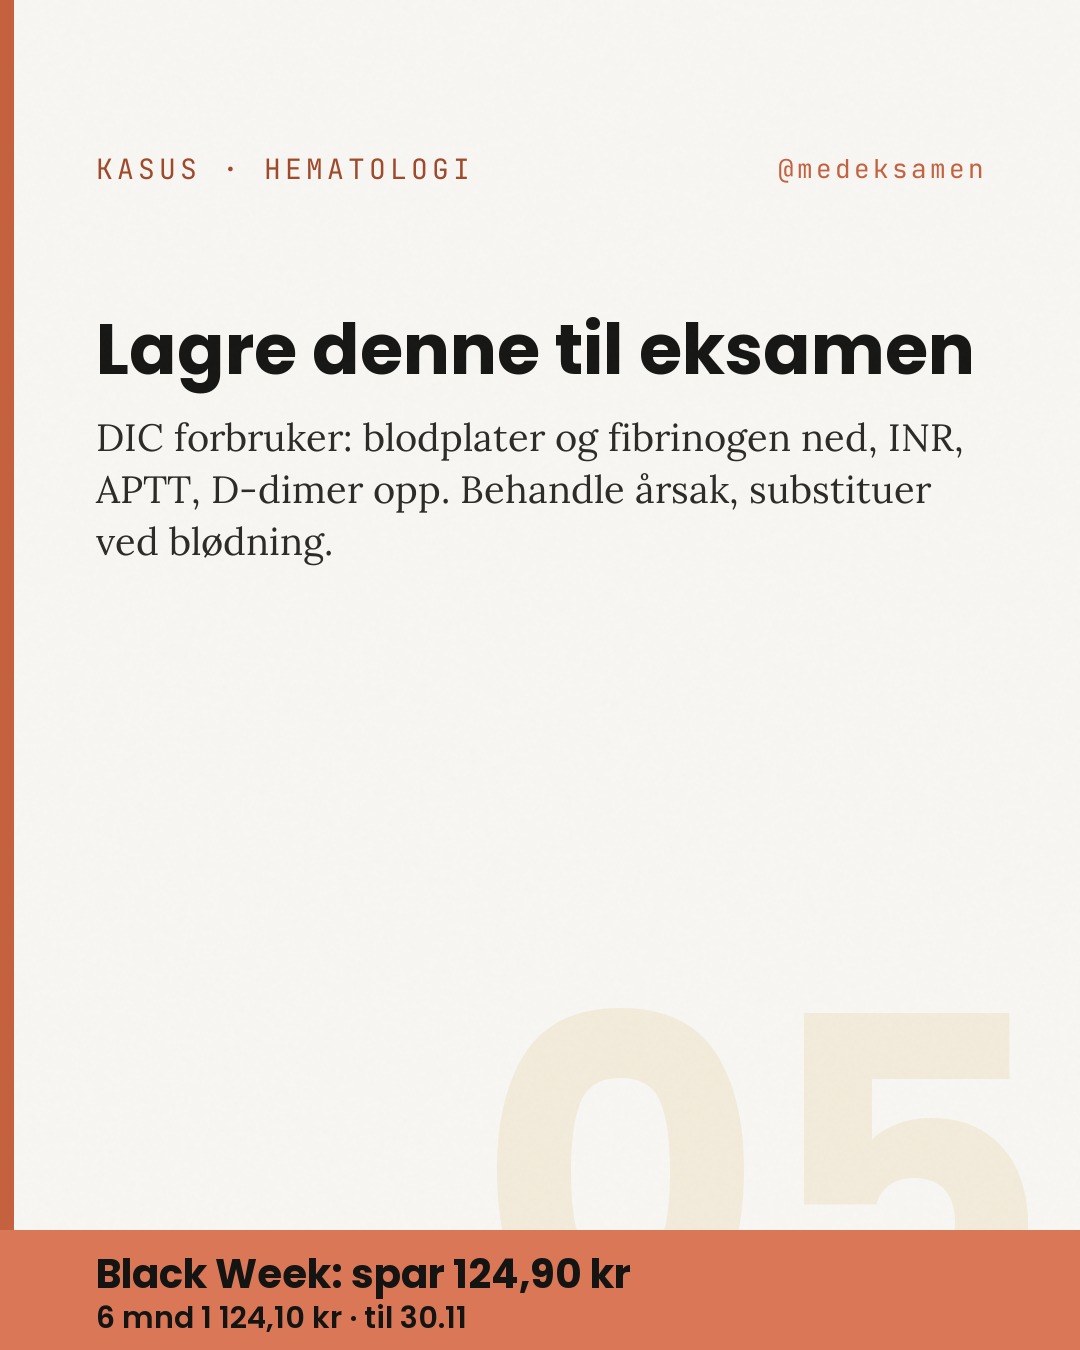 KASUS · HEMATOLOGI
@medeksamen
Lagre denne til eksamen
DIC forbruker: blodplater og fibrinogen ned, INR,
APTT, D-dimer opp. Behandle årsak, substituer
ved blødning.
05
Black Week: spar 124,90 kr
6 mnd 1 124,10 kr · til 30.11